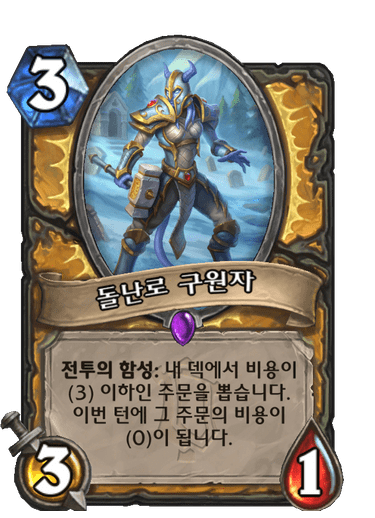 3
돌난로 구원자
전투의 함성: 내 덱에서 비용이
(3) 이하인 주문을 뽑습니다.
이번 턴에 그 주문의 비용이
(0)이 됩니다.
3
1